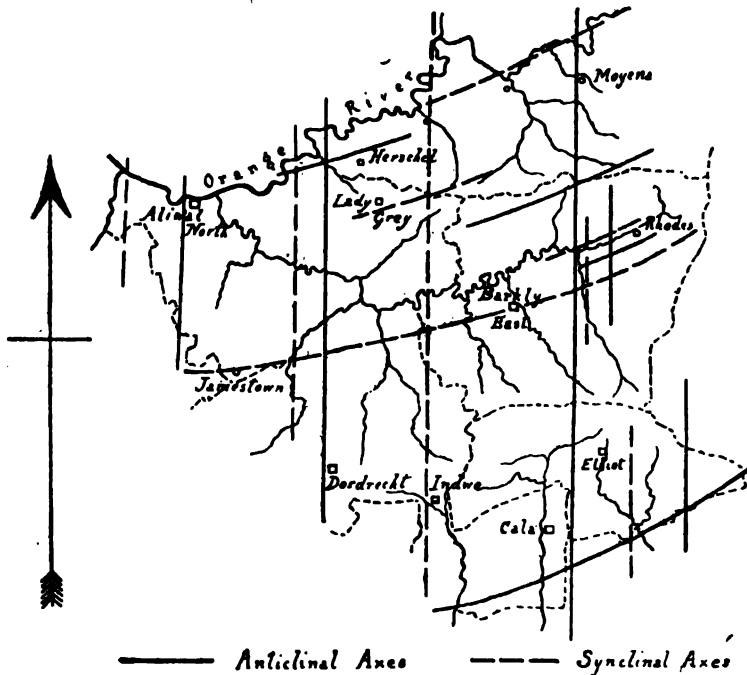 Moyeni
Orange River
Herschel
Aliwal
North
Lady
Grey
Rhodes
Barkly
East
Jamestown
Dordrecht
Indwe
Elliot
Cala
Anticlinal Axes
Synclinal Axes